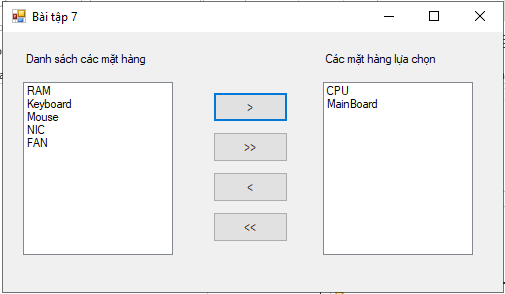 Bài tập 7
Danh sách các mặt hàng
Các mặt hàng lựa chọn
RAM
Keyboard
Mouse
NIC
FAN
>
>>
<
<<
CPU
MainBoard